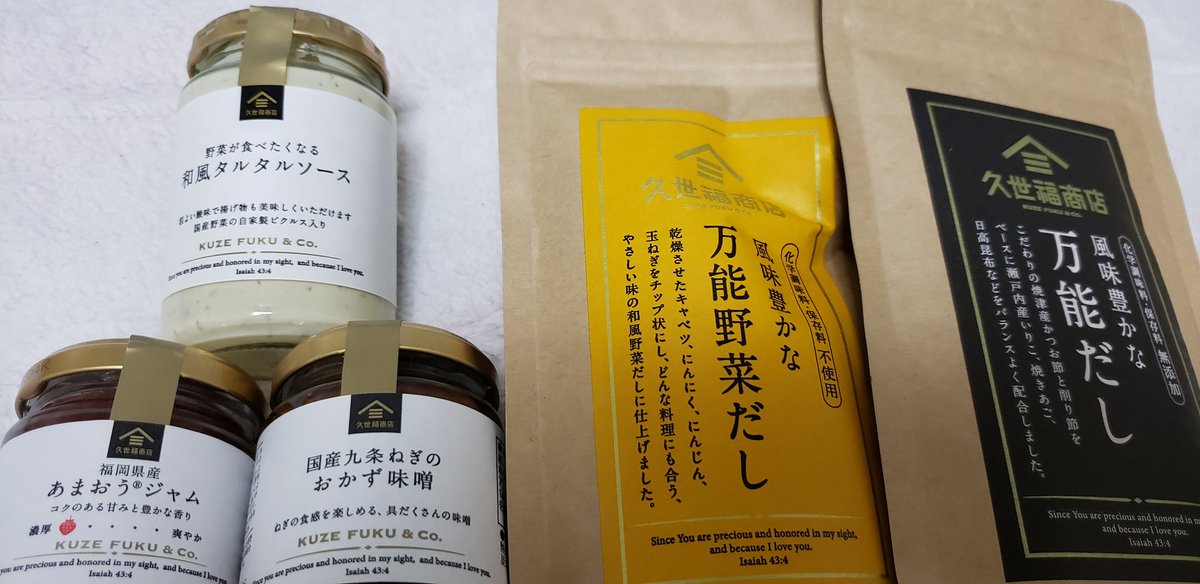 久世福商店
野菜が食べたくなる
和風タルタルソース
程よい酸味で揚げ物も美味しくいただけます
国産野菜の自家製ピクルス入り
KUZE FUKU & CO.
Since you are precious and honored in my sight, and because I love you.
Isaiah 43:4
久世福商店
福岡県産
あまおう®ジャム
コクのある甘みと豊かな香り
濃厚 ・・・・ 爽やか
KUZE FUKU & CO.
you are precious and honored in my sight, and because I love
Isaiah 43:4
久世福商店
国産九条ねぎの
おかず味噌
ねぎの食感を楽しめる、具だくさんの味噌
KUZE FUKU & CO.
you are precious and honored in my sight, and because I love you.
Isaiah 43:4
久世福商店
KUZE FUKU & CO.
化学調味料・保存料 不使用
風味豊かな
万能野菜だし
乾燥させたキャベツ、にんにく、にんじん、
玉ねぎをチップ状にし、どんな料理にも合う、
やさしい味の和風野菜だしに仕上げました。
Since You are precious and honored in my sight,
and because I love you.
Isaiah 43:4
久世福商店
KUZE FUKU & CO.
化学調味料・保存料 無添加
風味豊かな
万能だし
こだわりの焼津産かつお節と削り節を
ベースに瀬戸内産いりこ、焼きあご、
日高昆布などをバランスよく配合しました。
Since You are precious and honored in m
and because I love you.
Isaiah 43:4